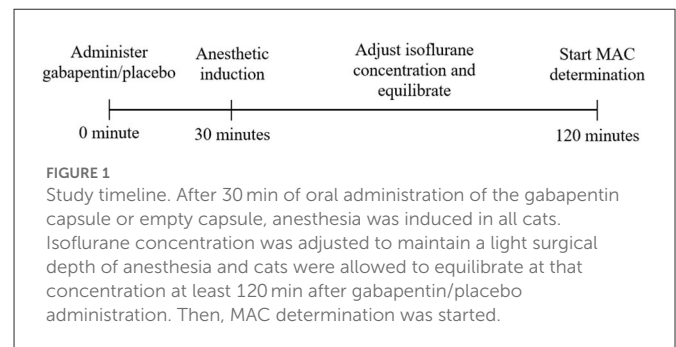 Administer gabapentin/placebo
Anesthetic induction
Adjust isoflurane concentration and equilibrate
Start MAC determination
0 minute
30 minutes
120 minutes
FIGURE 1
Study timeline. After 30 min of oral administration of the gabapentin
capsule or empty capsule, anesthesia was induced in all cats.
Isoflurane concentration was adjusted to maintain a light surgical
depth of anesthesia and cats were allowed to equilibrate at that
concentration at least 120 min after gabapentin/placebo
administration. Then, MAC determination was started.